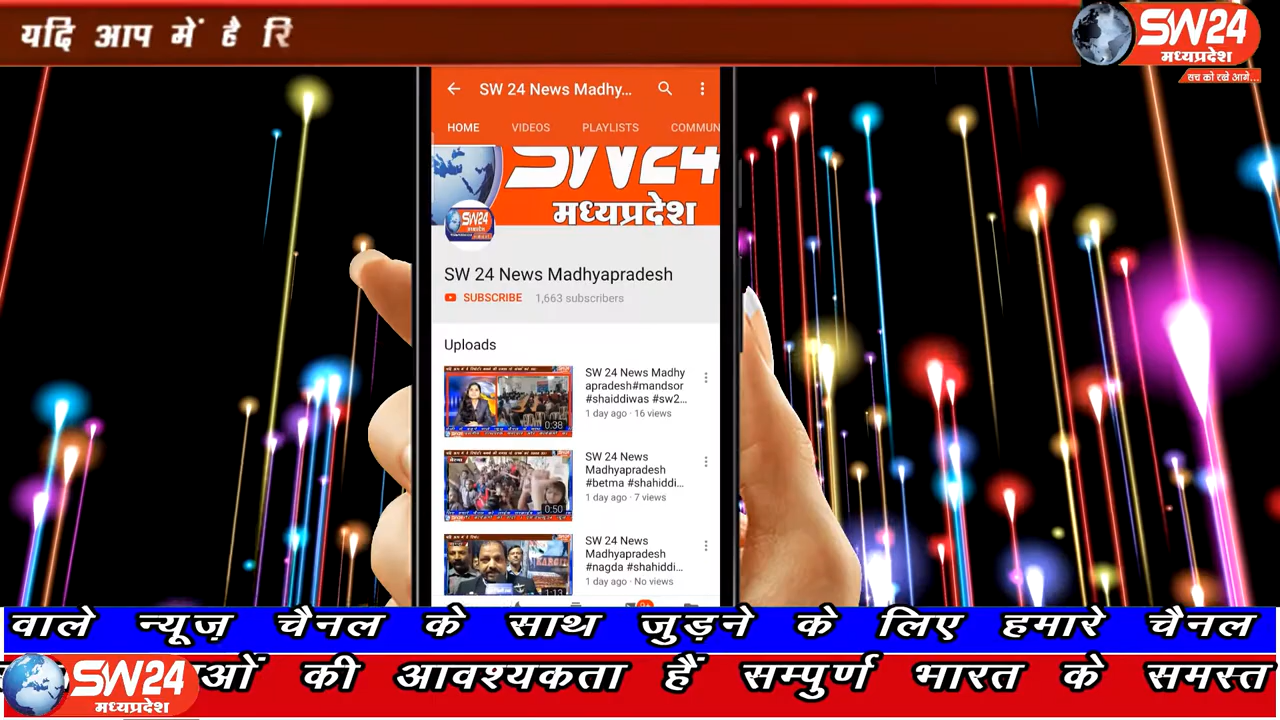 यदि आप में है रि
SW24
मध्यप्रदेश
सच को रखे आगे...
SW 24 News Madhy...
HOME VIDEOS PLAYLISTS COMMUN
SW24
मध्यप्रदेश
SW24
SW 24 News Madhyapradesh
SUBSCRIBE 1,663 subscribers
Uploads
SW 24 News Madhy
apradesh#mandsor
#shaiddiwas #sw2...
1 day ago · 16 views
0:38
SW 24 News
Madhyapradesh
#betma #shahiddi...
1 day ago · 7 views
0:50
SW 24 News
Madhyapradesh
#nagda #shahiddi...
1 day ago · No views
1:13
वाले न्यूज़ चैनल के साथ जुड़ने के लिए हमारे चैनल
ओं की आवश्यकता हैं सम्पुर्ण भारत के समस्त
SW24
मध्यप्रदेश